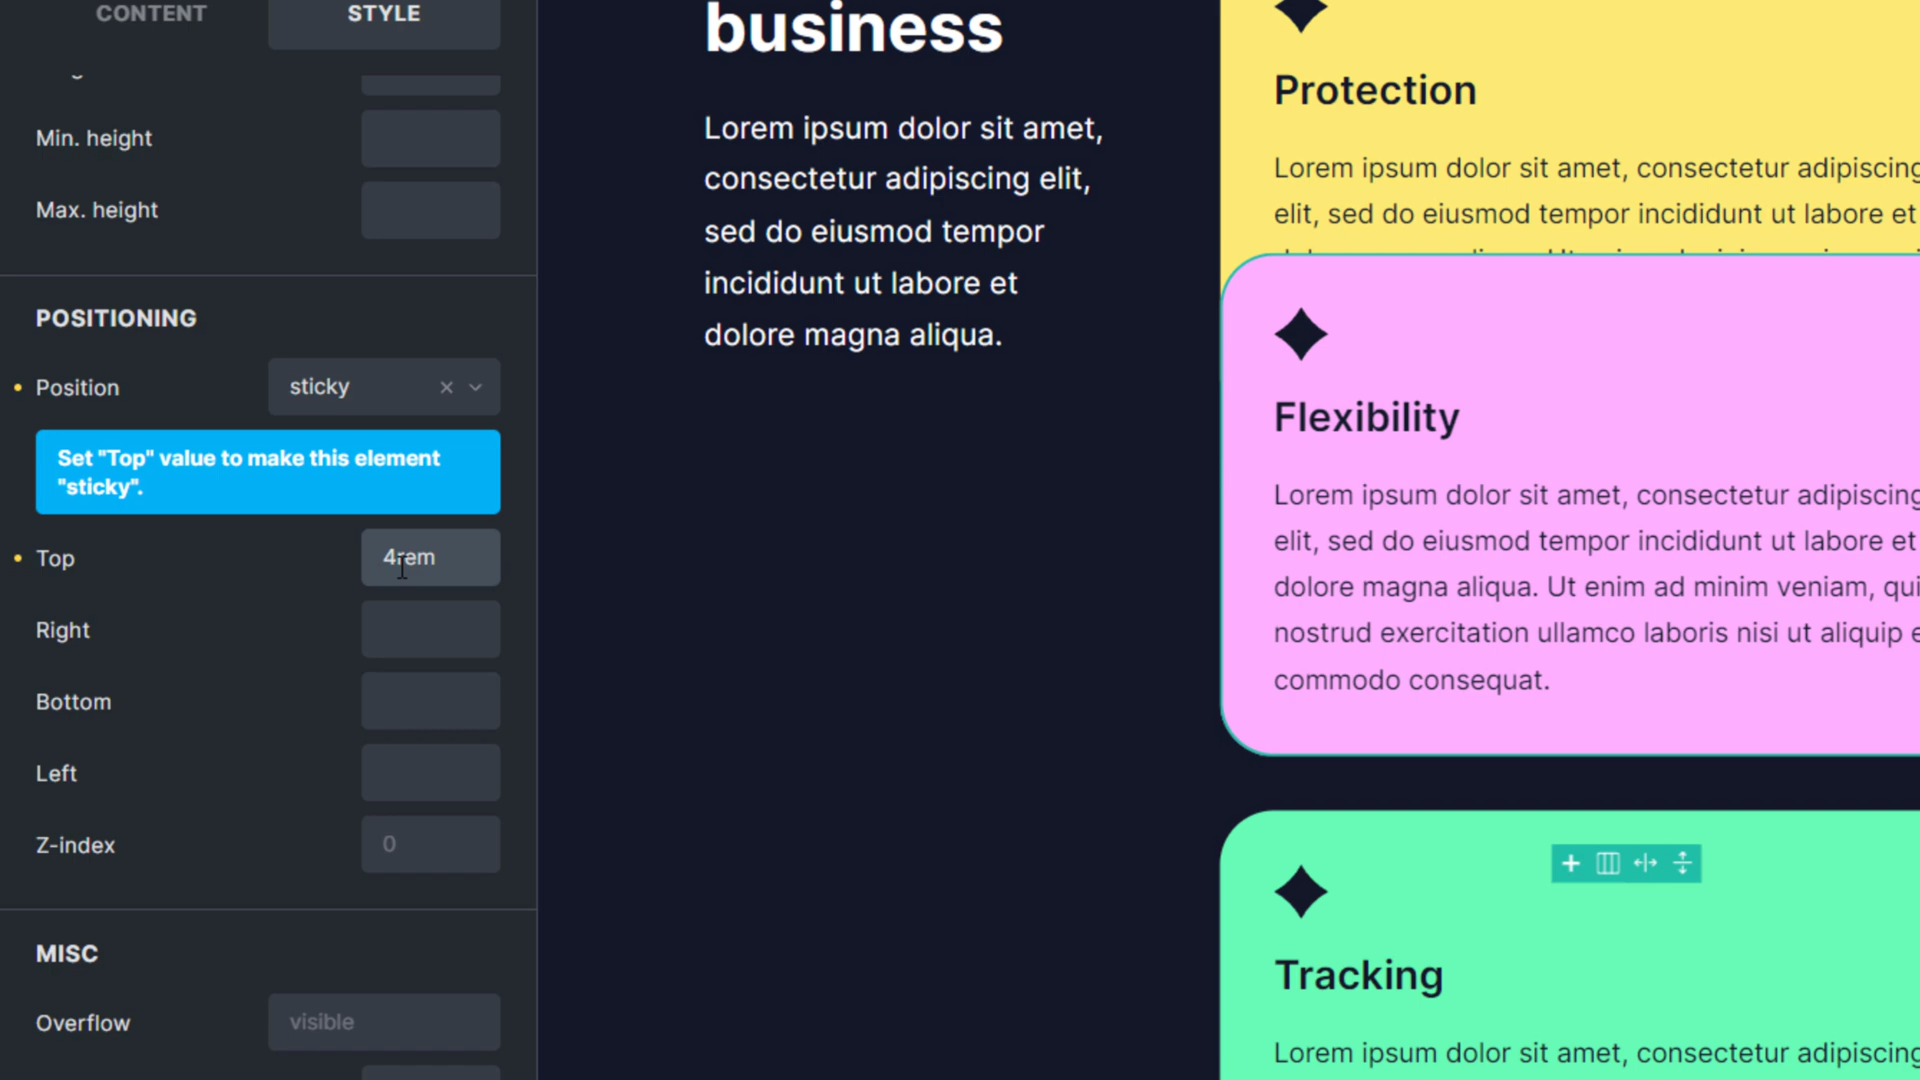 CONTENT
STYLE
Min. height
Max. height
POSITIONING
Position
sticky
Set "Top" value to make this element
"sticky".
Top
4rem
Right
Bottom
Left
Z-index
0
MISC
Overflow
visible
business
Lorem ipsum dolor sit amet,
consectetur adipiscing elit,
sed do eiusmod tempor
incididunt ut labore et
dolore magna aliqua.
Protection
Lorem ipsum dolor sit amet, consectetur adipiscing
elit, sed do eiusmod tempor incididunt ut labore et
Flexibility
Lorem ipsum dolor sit amet, consectetur adipiscing
elit, sed do eiusmod tempor incididunt ut labore et
dolore magna aliqua. Ut enim ad minim veniam, qui
nostrud exercitation ullamco laboris nisi ut aliquip e
commodo consequat.
Tracking
Lorem ipsum dolor sit amet, consectetur adipiscing